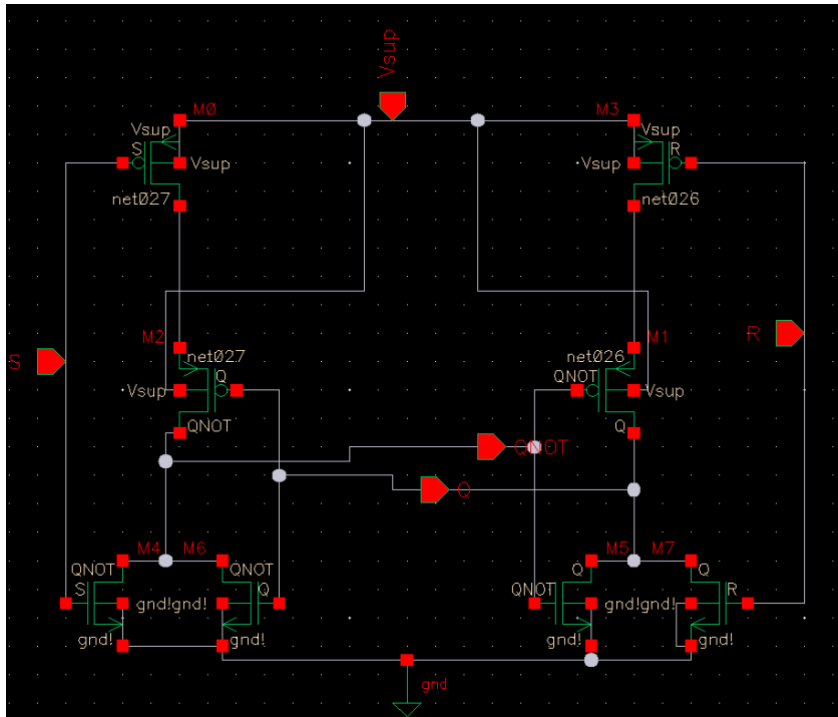 Vsup
M0
M3
Vsup
Vsup
S
R
Vsup
Vsup
net027
net026
M2
M1
S
R
net027
net026
Q
QNOT
Vsup
Vsup
QNOT
Q
QNOT
Q
M4 M6
M5 M7
QNOT
QNOT
Q
Q
S
Q
QNOT
R
gnd!gnd!
gnd!gnd!
gnd!
gnd!
gnd!
gnd!
gnd